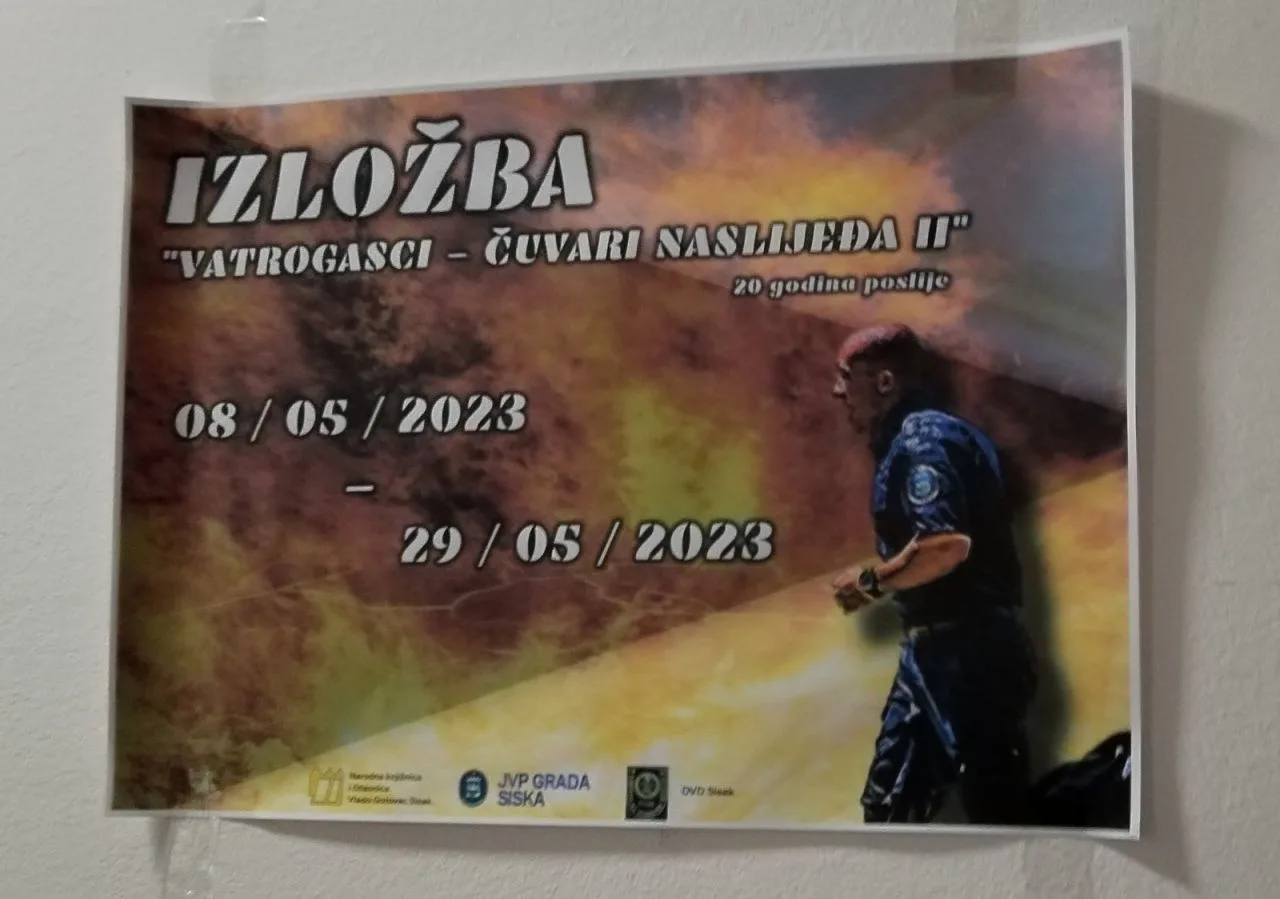 IZLOŽBA
"VATROGASCI – ČUVARI NASLIJEĐA II"
20 godina poslije
08 / 05 / 2023
–
29 / 05 / 2023
Narodna knjižnica
i čitaonica
Vlado Gotovac Sisak
JVP GRADA
SISKA
DVD Sisak